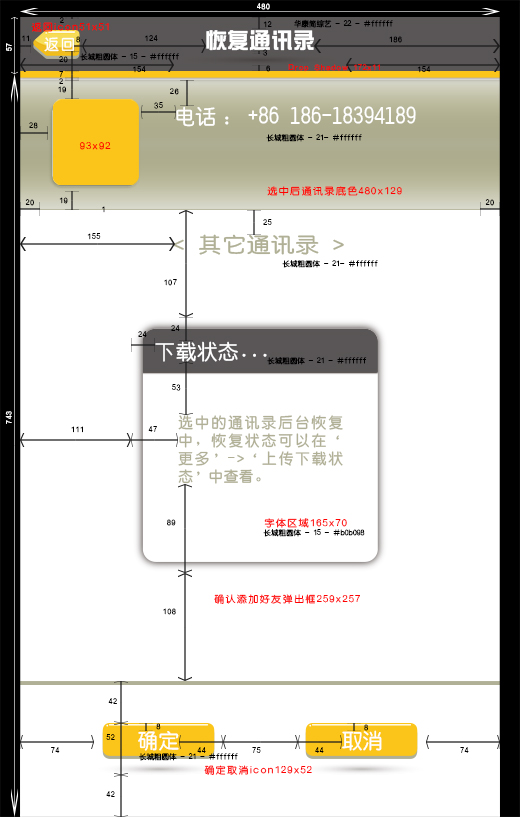 480
12
华康简综艺 - 22 - #ffffff
57
11
返回
8
124
恢复通讯录
186
20
长城粗圆体 - 15 - #ffffff
154
3
6
154
2
7
2
19
26
35
电话 : +86 186-18394189
28
93x92
长城粗圆体 - 21- #ffffff
选中后通讯录底色480x129
19
20
1
20
25
155
< 其它通讯录 >
长城粗圆体 - 21- #ffffff
107
24
24
下载状态...
长城粗圆体 - 21 - #ffffff
53
743
选中的通讯录后台恢复
中，恢复状态可以在‘
更多’->‘上传下载状
态’中查看。
111
47
89
字体区域165x70
长城粗圆体 - 15 - #b0b098
确认添加好友弹出框259x257
108
42
8
8
52
确定
取消
74
44
75
44
74
长城粗圆体 - 21 - #ffffff
确定取消icon129x52
42